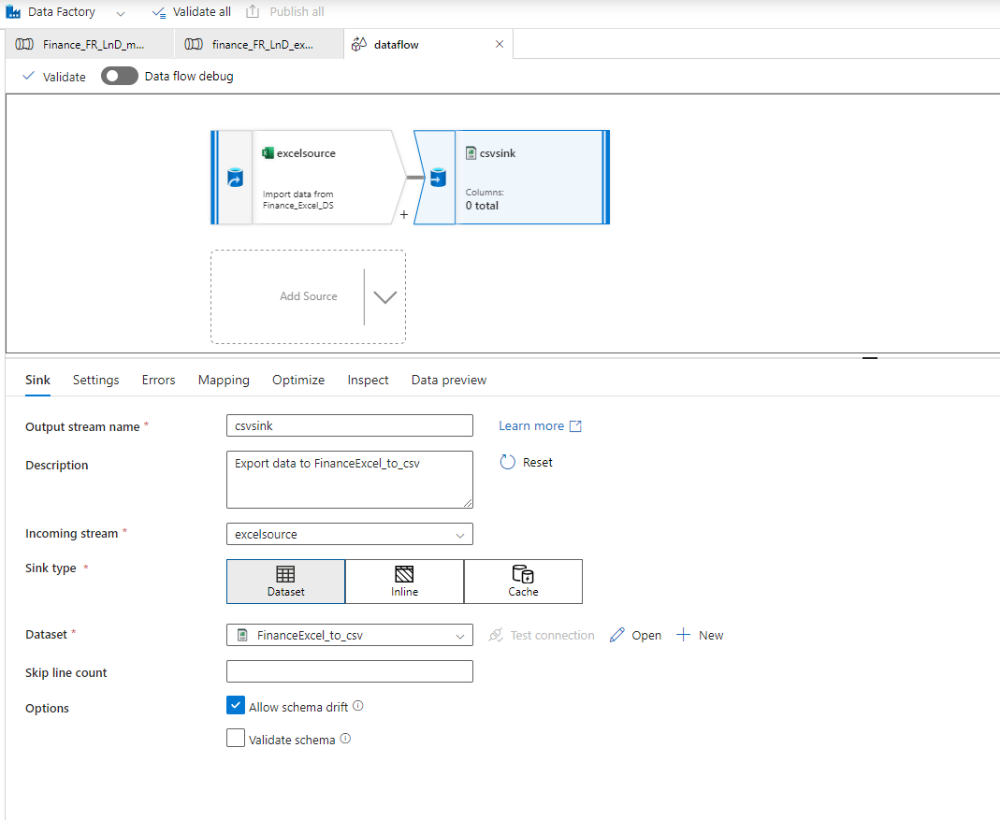 Data Factory Validate all Publish all
Finance_FR_LnD_m... finance_FR_LnD_ex... dataflow
Validate Data flow debug
excelsource
Import data from
Finance_Excel_DS
+
csvsink
Columns:
0 total
Add Source
Sink Settings Errors Mapping Optimize Inspect Data preview
Output stream name * csvsink Learn more
Description Export data to FinanceExcel_to_csv Reset
Incoming stream * excelsource
Sink type * Dataset Inline Cache
Dataset * FinanceExcel_to_csv Test connection Open New
Skip line count
Options Allow schema drift
Validate schema